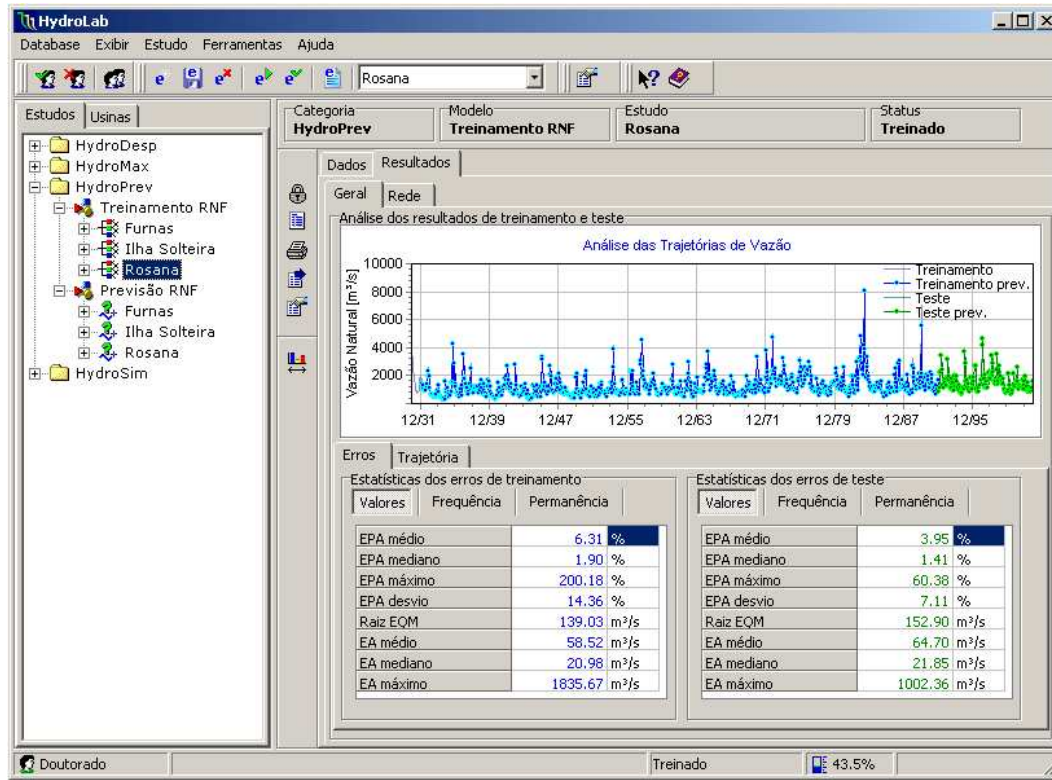 HydroLab
Database Exibir Estudo Ferramentas Ajuda
Rosana
Estudos Usinas
HydroDesp
HydroMax
HydroPrev
Treinamento RNF
Furnas
Ilha Solteira
Rosana
Previsão RNF
Furnas
Ilha Solteira
Rosana
HydroSim
Categoria Modelo Estudo Status
HydroPrev Treinamento RNF Rosana Treinado
Dados Resultados
Geral Rede
Análise dos resultados de treinamento e teste
Análise das Trajetórias de Vazão
Vazão Natural [m³/s]
10000
8000
6000
4000
2000
Treinamento
Treinamento prev.
Teste
Teste prev.
12/31 12/39 12/47 12/55 12/63 12/71 12/79 12/87 12/95
Erros Trajetória
Estatísticas dos erros de treinamento
Valores Frequência Permanência
EPA médio 6.31 %
EPA mediano 1.90 %
EPA máximo 200.18 %
EPA desvio 14.36 %
Raiz EQM 139.03 m³/s
EA médio 58.52 m³/s
EA mediano 20.98 m³/s
EA máximo 1835.67 m³/s
Estatísticas dos erros de teste
Valores Frequência Permanência
EPA médio 3.95 %
EPA mediano 1.41 %
EPA máximo 60.38 %
EPA desvio 7.11 %
Raiz EQM 152.90 m³/s
EA médio 64.70 m³/s
EA mediano 21.85 m³/s
EA máximo 1002.36 m³/s
Doutorado Treinado 43.5%